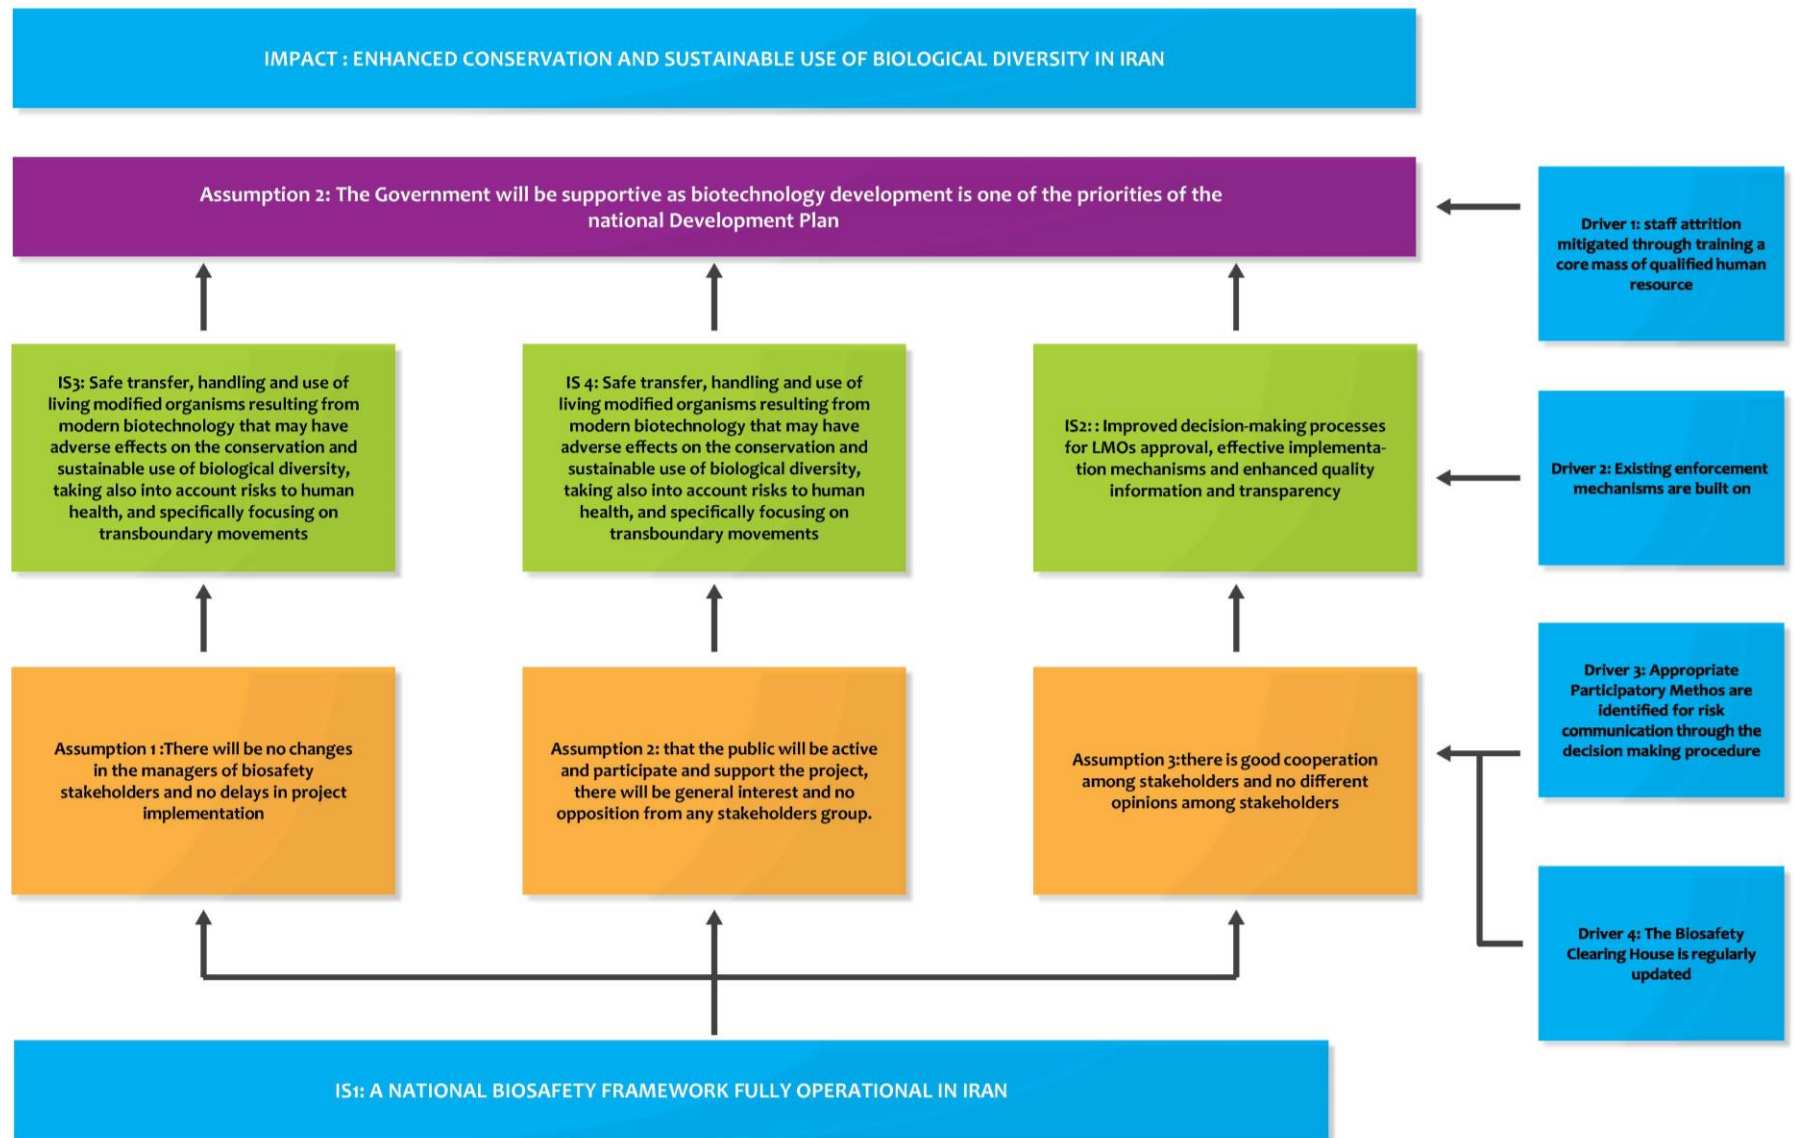 IMPACT : ENHANCED CONSERVATION AND SUSTAINABLE USE OF BIOLOGICAL DIVERSITY IN IRAN
Assumption 2: The Government will be supportive as biotechnology development is one of the priorities of the
national Development Plan
Driver 1: staff attrition
mitigated through training a
core mass of qualified human
resource
IS3: Safe transfer, handling and use of
living modified organisms resulting from
modern biotechnology that may have
adverse effects on the conservation and
sustainable use of biological diversity,
taking also into account risks to human
health, and specifically focusing on
transboundary movements
IS 4: Safe transfer, handling and use of
living modified organisms resulting from
modern biotechnology that may have
adverse effects on the conservation and
sustainable use of biological diversity,
taking also into account risks to human
health, and specifically focusing on
transboundary movements
IS2: : Improved decision-making processes
for LMOs approval, effective implementa-
tion mechanisms and enhanced quality
information and transparency
Driver 2: Existing enforcement
mechanisms are built on
Assumption 1 :There will be no changes
in the managers of biosafety
stakeholders and no delays in project
implementation
Assumption 2: that the public will be active
and participate and support the project,
there will be general interest and no
opposition from any stakeholders group.
Assumption 3:there is good cooperation
among stakeholders and no different
opinions among stakeholders
Driver 3: Appropriate
Participatory Methos are
identified for risk
communication through the
decision making procedure
Driver 4: The Biosafety
Clearing House is regularly
updated
IS1: A NATIONAL BIOSAFETY FRAMEWORK FULLY OPERATIONAL IN IRAN